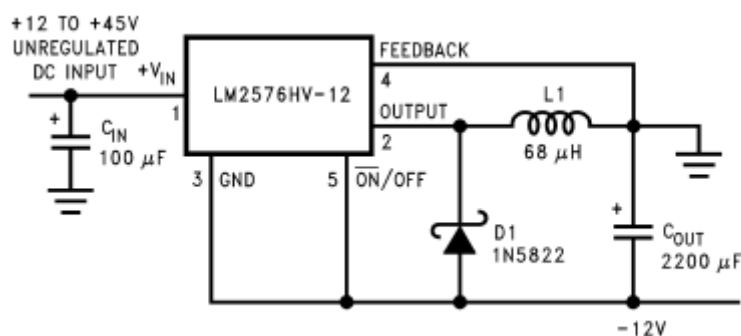 +12 TO +45V
UNREGULATED
DC INPUT
+VIN
1
CIN
100 μF
LM2576HV-12
FEEDBACK
4
OUTPUT
2
L1
68 μH
3
GND
5
ON/OFF
D1
1N5822
COUT
2200 μF
-12V